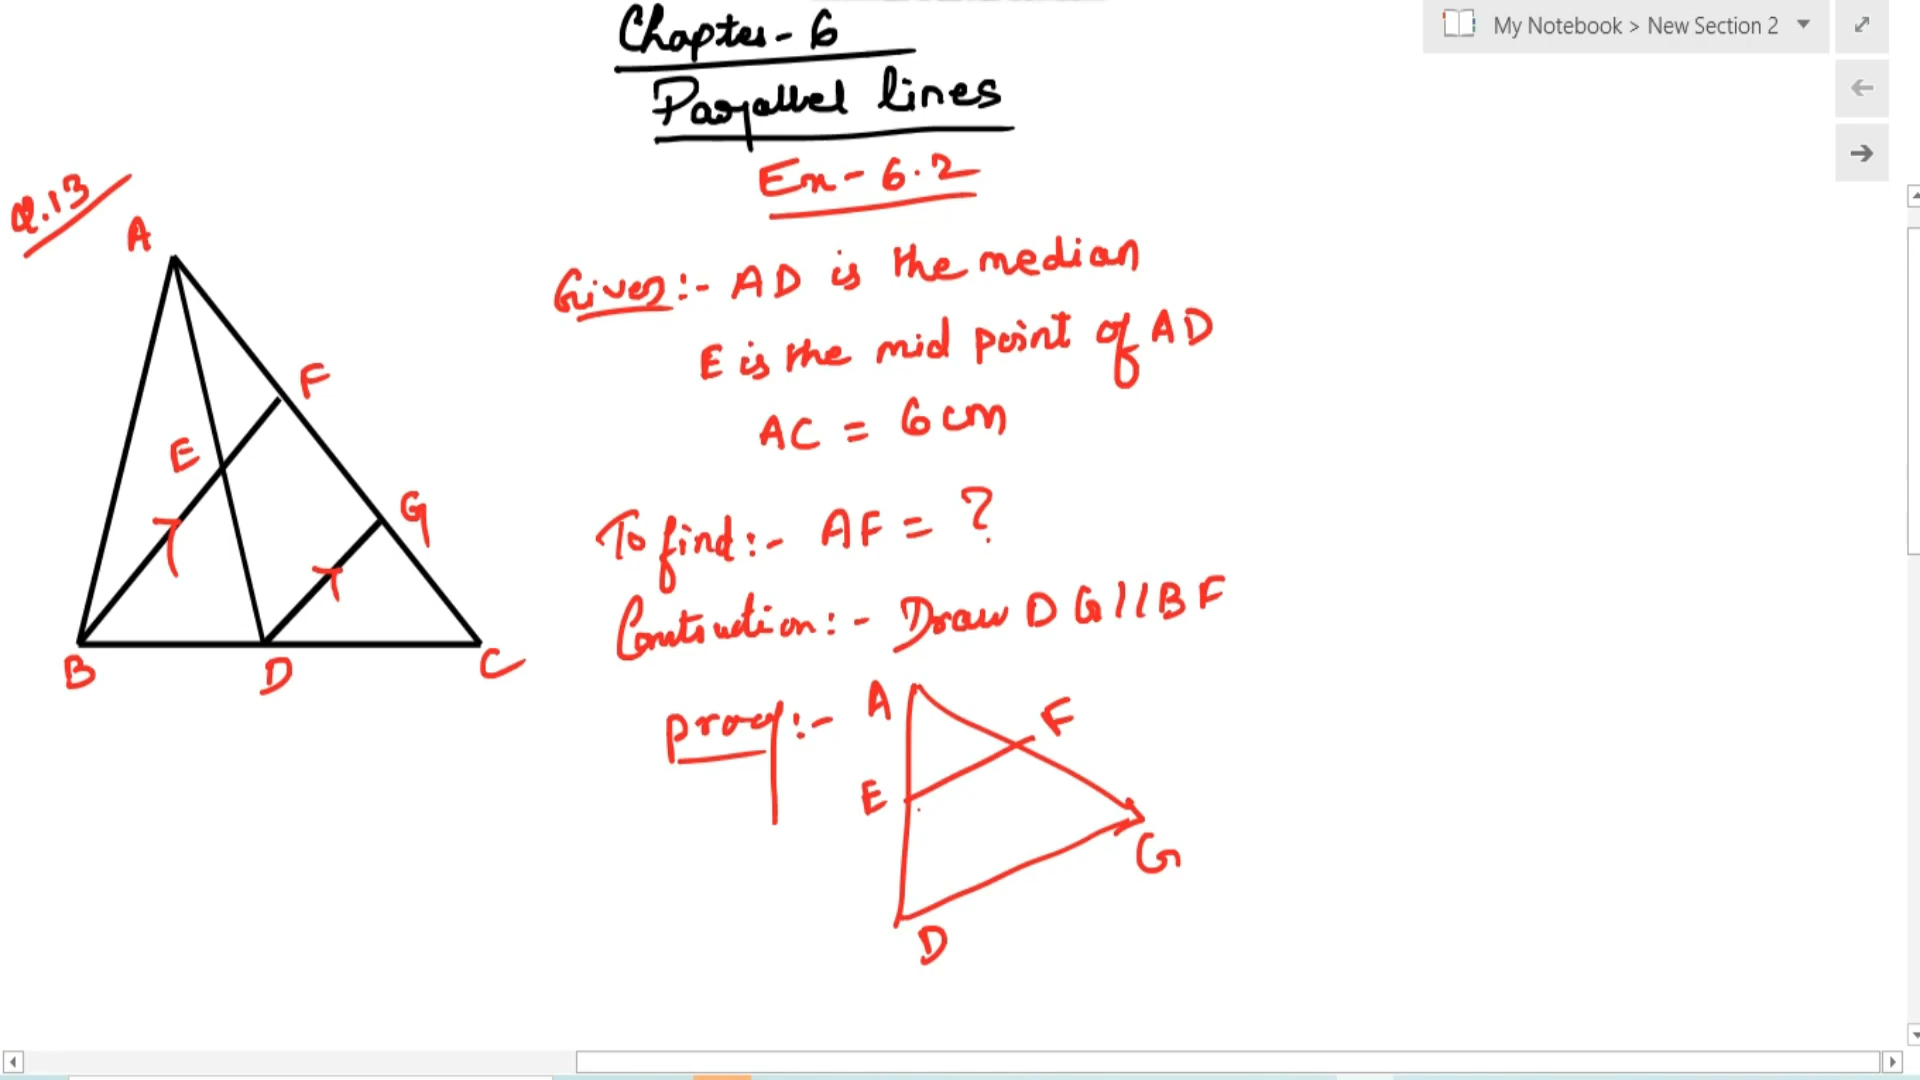 My Notebook > New Section 2
Chapter - 6
Parallel lines
Ex - 6.2
Q.13
A
F
E
G
B
D
C
Given :- AD is the median
E is the mid point of AD
AC = 6 cm
To find :- AF = ?
Constuction :- Draw DG//BF
proof :-
A
F
E
G
D